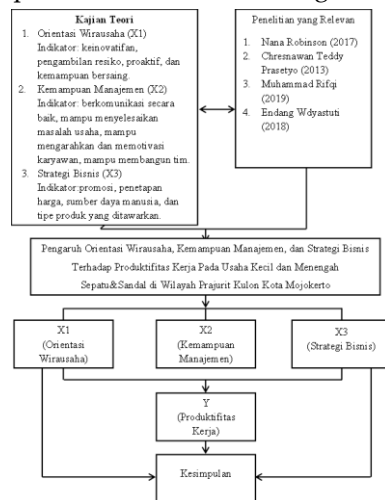 Kajian Teori
1. Orientasi Wirausaha (X1)
Indikator: keinovatifan,
pengambilan resiko, proaktif, dan
kemampuan bersaing.
2. Kemampuan Manajemen (X2)
Indikator: berkomunikasi secara
baik, mampu menyelesaikan
masalah usaha, mampu
mengarahkan dan memotivasi
karyawan, mampu membangun tim.
3. Strategi Bisnis (X3)
Indikator:promosi, penetapan
harga, sumber daya manusia, dan
tipe produk yang ditawarkan.
Penelitian yang Relevan
1. Nana Robinson (2017)
2. Chresnawan Teddy
Prasetyo (2013)
3. Muhammad Rifqi
(2019)
4. Endang Wdyastuti
(2018)
Pengaruh Orientasi Wirausaha, Kemampuan Manajemen, dan Strategi Bisnis
Terhadap Produktifitas Kerja Pada Usaha Kecil dan Menengah
Sepatu&Sandal di Wilayah Prajurit Kulon Kota Mojokerto
X1
(Orientasi
Wirausaha)
X2
(Kemampuan
Manajemen)
X3
(Strategi Bisnis)
Y
(Produktifitas
Kerja)
Kesimpulan